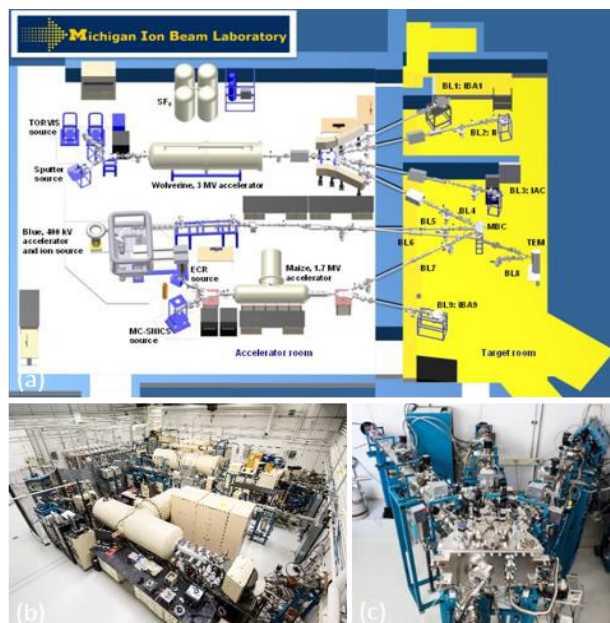 Michigan Ion Beam Laboratory
SF₆
TORVIS
source
Sputter
source
Wolverine, 3 MV accelerator
BL1: IBA1
BL2: II
BL3: IAC
BL4
BL5
MBC
BL6
TEM
BL7
BL8
Blue, 400 kV
accelerator
and ion source
ECR
source
Maize, 1.7 MV
accelerator
MC-SNICS
source
BL9: IBA9
Accelerator room
Target room
(a)
(b)
(c)